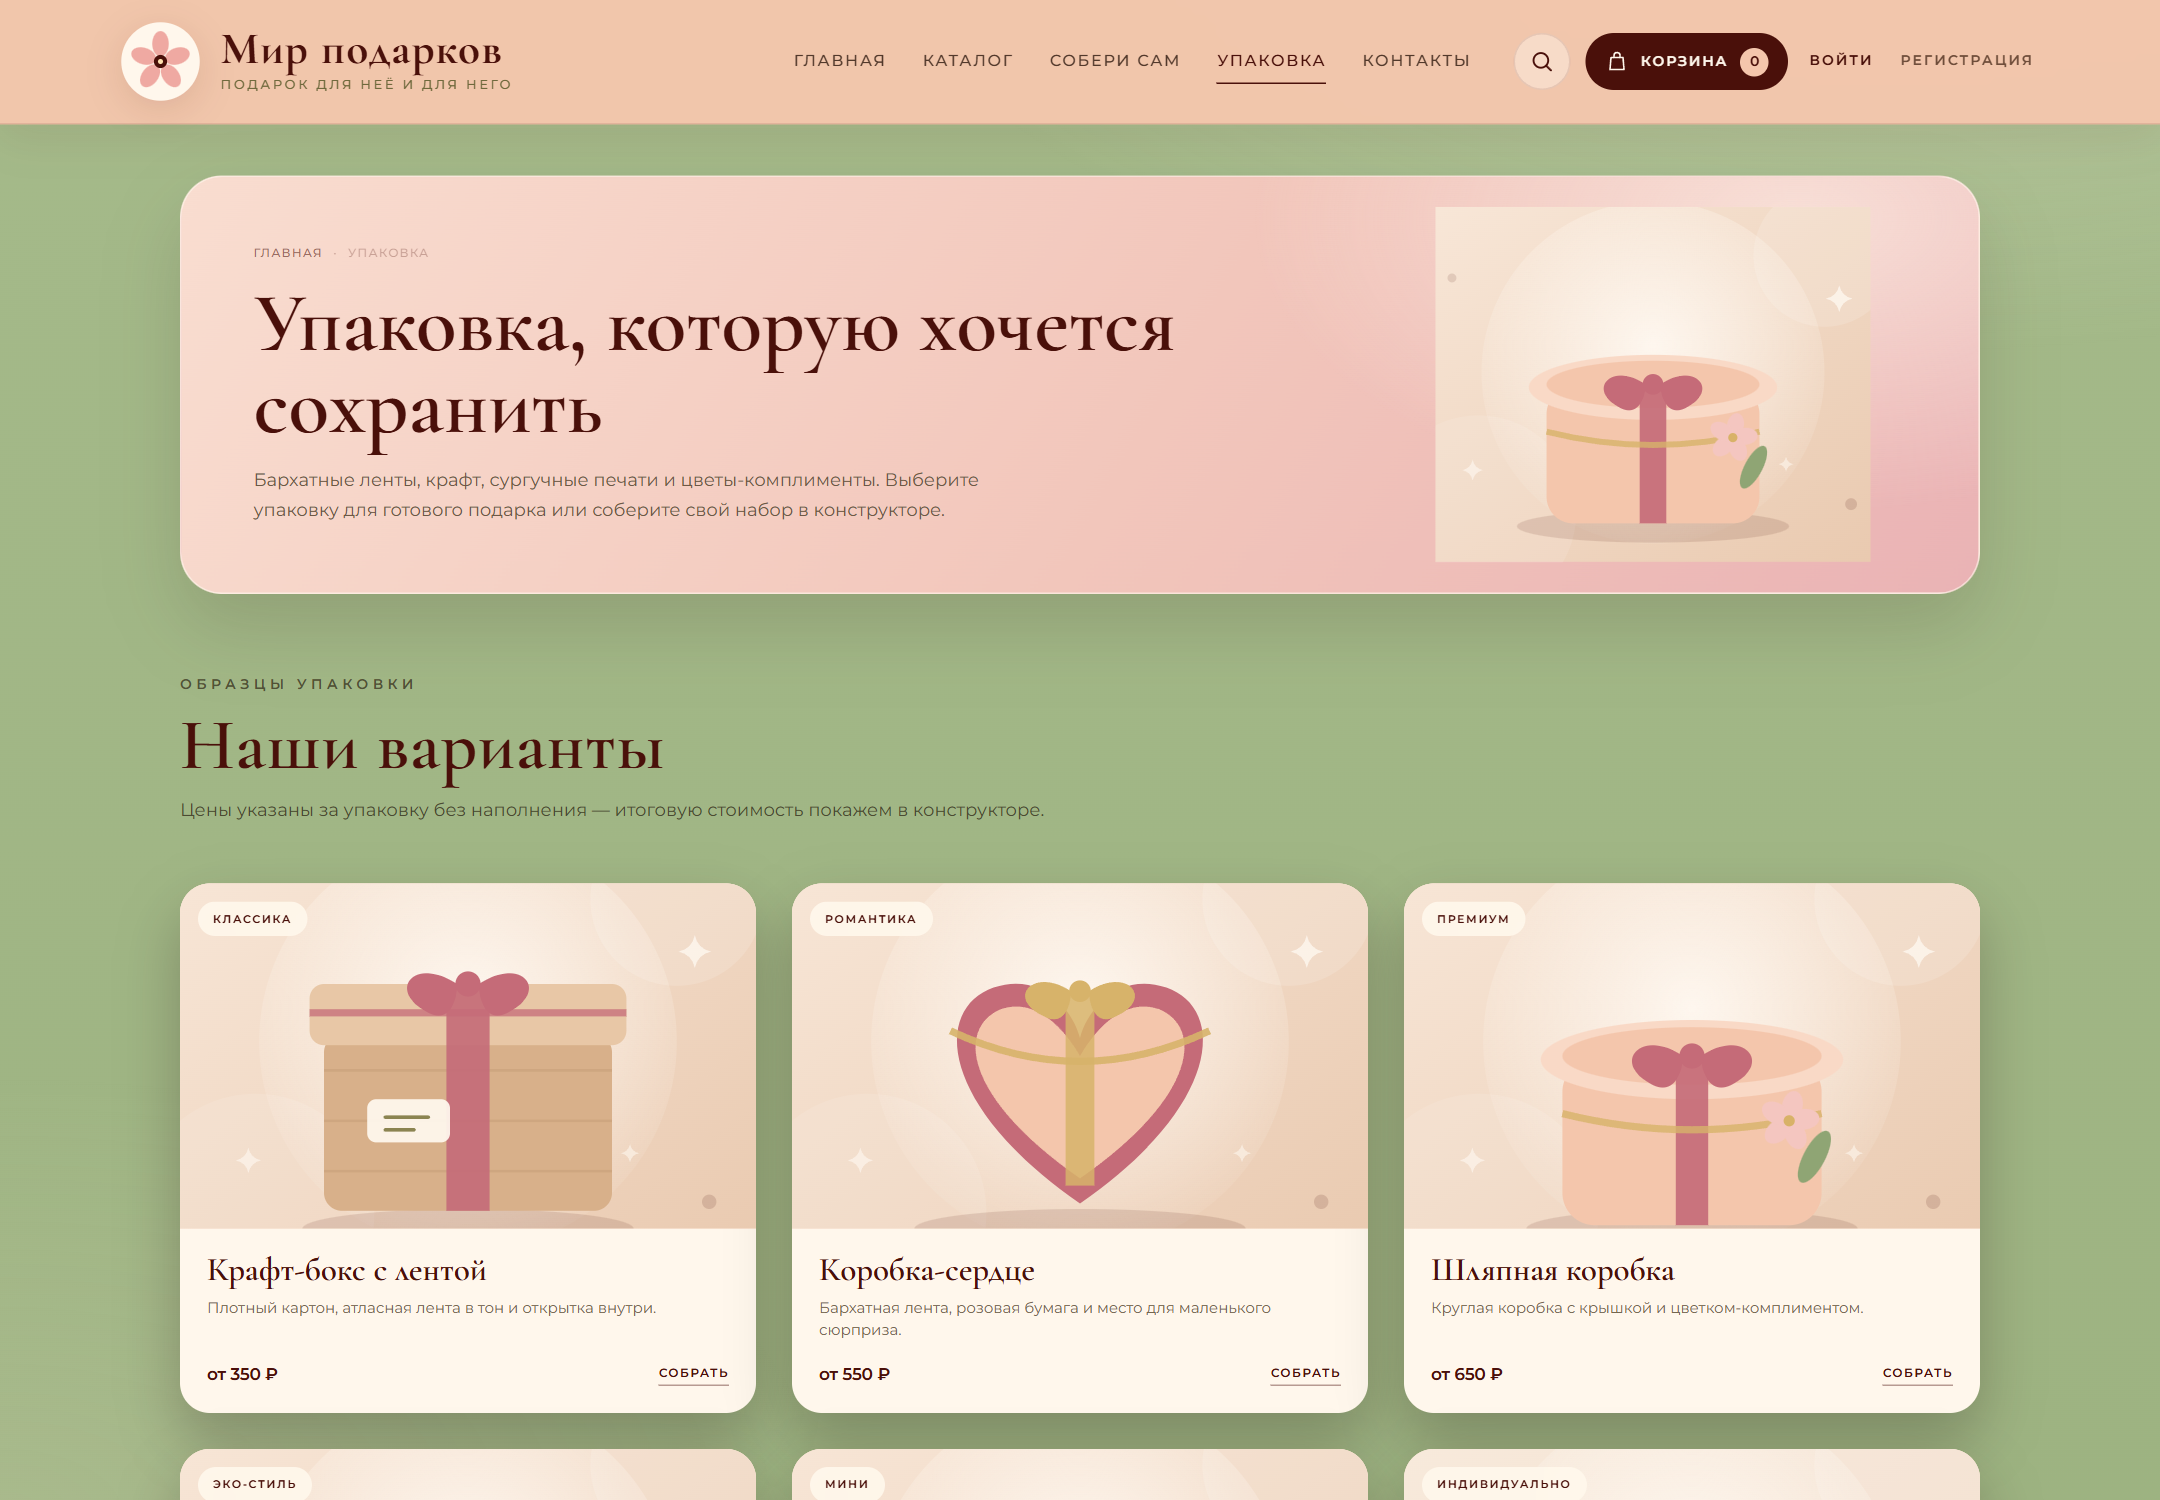 Мир подарков
ПОДАРОК ДЛЯ НЕЁ И ДЛЯ НЕГО
ГЛАВНАЯ КАТАЛОГ СОБЕРИ САМ УПАКОВКА КОНТАКТЫ КОРЗИНА 0 ВОЙТИ РЕГИСТРАЦИЯ
ГЛАВНАЯ · УПАКОВКА
Упаковка, которую хочется
сохранить
Бархатные ленты, крафт, сургучные печати и цветы-комплименты. Выберите
упаковку для готового подарка или соберите свой набор в конструкторе.
ОБРАЗЦЫ УПАКОВКИ
Наши варианты
Цены указаны за упаковку без наполнения — итоговую стоимость покажем в конструкторе.
КЛАССИКА
Крафт-бокс с лентой
Плотный картон, атласная лента в тон и открытка внутри.
от 350 ₽ СОБРАТЬ
РОМАНТИКА
Коробка-сердце
Бархатная лента, розовая бумага и место для маленького
сюрприза.
от 550 ₽ СОБРАТЬ
ПРЕМИУМ
Шляпная коробка
Круглая коробка с крышкой и цветком-комплиментом.
от 650 ₽ СОБРАТЬ
ЭКО-СТИЛЬ
МИНИ
ИНДИВИДУАЛЬНО